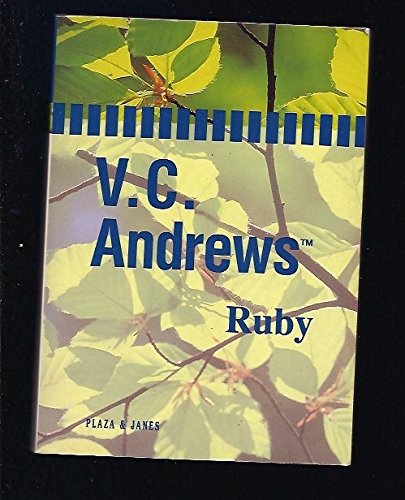 V.C.
Andrews™
Ruby
PLAZA & JANES